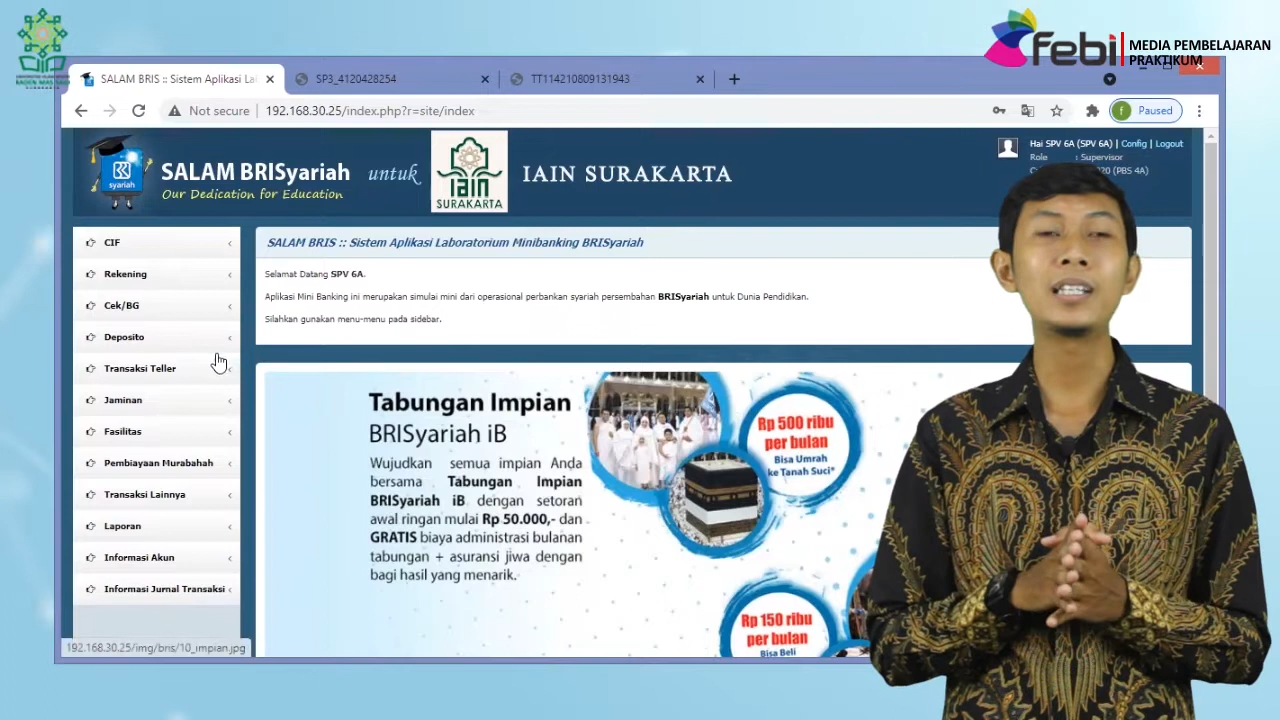 febi
MEDIA PEMBELAJARAN
PRAKTIKUM
SALAM BRIS :: Sistem Aplikasi La
SP3_4120428254
TT114210809131943
Not secure
192.168.30.25/index.php?r=site/index
f
Paused
syariah
SALAM BRISyariah
Our Dedication for Education
untuk
iain
SURAKARTA
IAIN SURAKARTA
Hai SPV 6A (SPV 6A) | Config | Logout
Role : Supervisor
020 (PBS 4A)
CIF
Rekening
Cek/BG
Deposito
Transaksi Teller
Jaminan
Fasilitas
Pembiayaan Murabahah
Transaksi Lainnya
Laporan
Informasi Akun
Informasi Jurnal Transaksi
SALAM BRIS :: Sistem Aplikasi Laboratorium Minibanking BRISyariah
Selamat Datang SPV 6A.
Aplikasi Mini Banking ini merupakan simulai mini dari operasional perbankan syariah persembahan BRISyariah untuk Dunia Pendidikan.
Silahkan gunakan menu-menu pada sidebar.
Tabungan Impian
BRISyariah iB
Wujudkan semua impian Anda
bersama Tabungan Impian
BRISyariah iB dengan setoran
awal ringan mulai Rp 50.000,- dan
GRATIS biaya administrasi bulanan
tabungan + asuransi jiwa dengan
bagi hasil yang menarik.
Rp 500 ribu
per bulan
Bisa Umrah
ke Tanah Suci*
Rp 150 ribu
per bulan
Bisa Beli
192.168.30.25/img/bris/10_impian.jpg